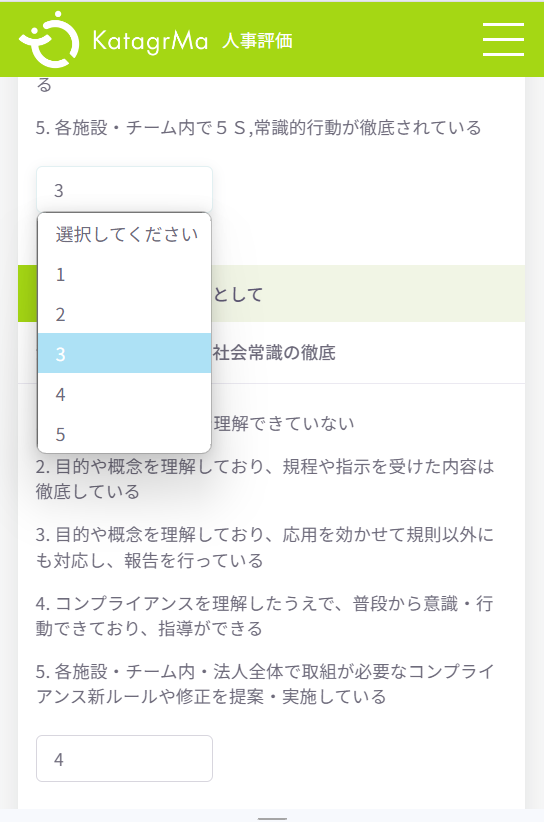 KatagrMa 人事評価
る
5. 各施設・チーム内で５Ｓ,常識的行動が徹底されている
3
選択してください
1
2
3
4
5
として
社会常識の徹底
理解できていない
2. 目的や概念を理解しており、規程や指示を受けた内容は
徹底している
3. 目的や概念を理解しており、応用を効かせて規則以外に
も対応し、報告を行っている
4. コンプライアンスを理解したうえで、普段から意識・行
動できており、指導ができる
5. 各施設・チーム内・法人全体で取組が必要なコンプライ
アンス新ルールや修正を提案・実施している
4